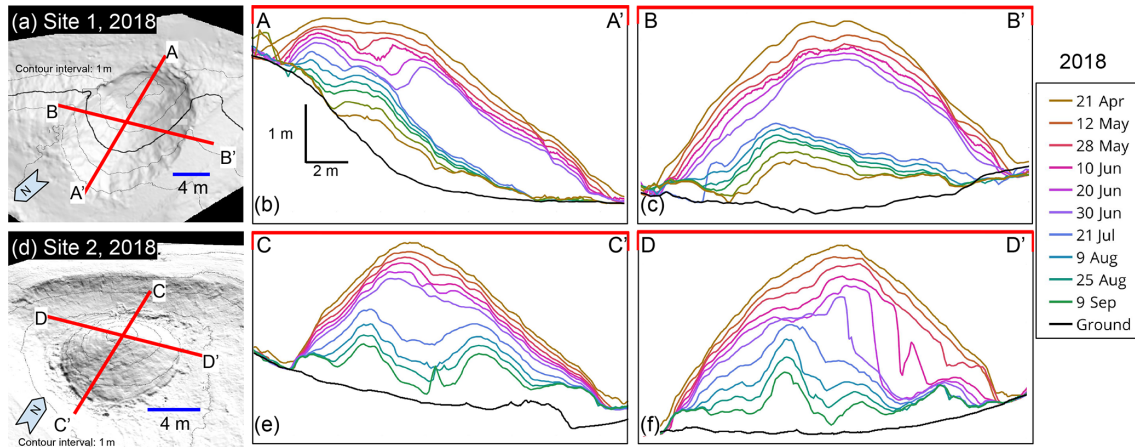 (a) Site 1, 2018
Contour interval: 1 m
A
B
B'
A'
4 m
N
A
A'
1 m
2 m
(b)
B
B'
(c)
(d) Site 2, 2018
C
D
D'
C'
4 m
N
Contour interval: 1 m
C
C'
(e)
D
D'
(f)
2018
21 Apr
12 May
28 May
10 Jun
20 Jun
30 Jun
21 Jul
9 Aug
25 Aug
9 Sep
Ground